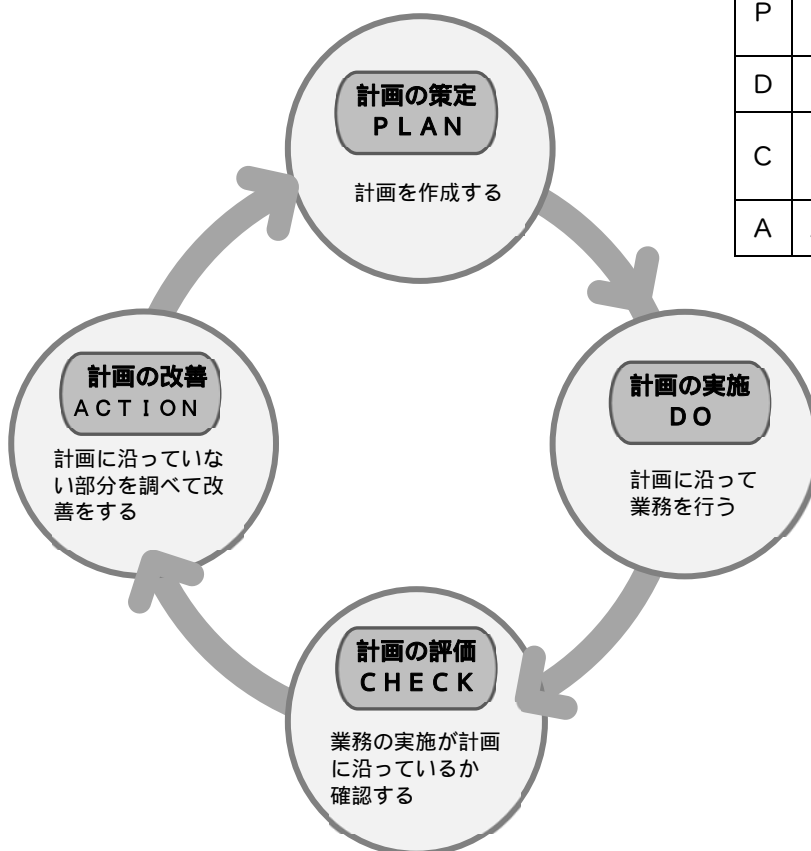 計画の策定
ＰＬＡＮ
計画を作成する
P
D
C
A
計画の実施
ＤＯ
計画に沿って
業務を行う
計画の評価
ＣＨＥＣＫ
業務の実施が計画
に沿っているか
確認する
計画の改善
ＡＣＴＩＯＮ
計画に沿っていな
い部分を調べて改
善をする